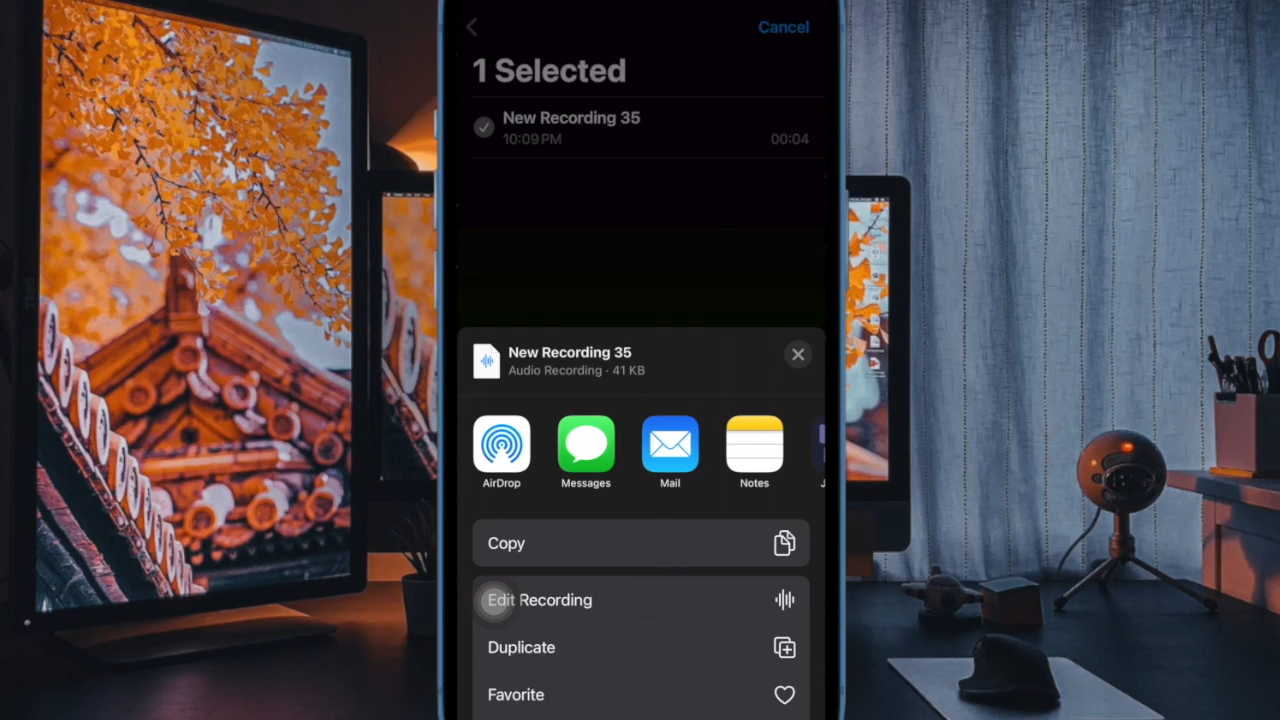 Cancel
1 Selected
New Recording 35
10:09 PM 00:04
New Recording 35
Audio Recording · 41 KB
AirDrop Messages Mail Notes J
Copy
Edit Recording
Duplicate
Favorite